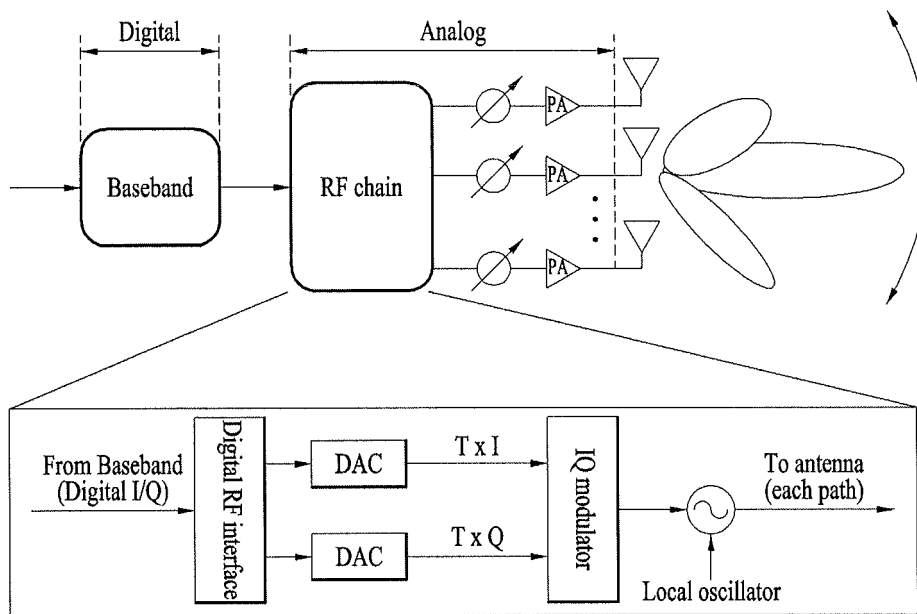 Digital
Analog
Baseband
RF chain
PA
PA
PA
From Baseband
(Digital I/Q)
Digital RF interface
DAC
DAC
T x I
T x Q
IQ modulator
To antenna
(each path)
Local oscillator